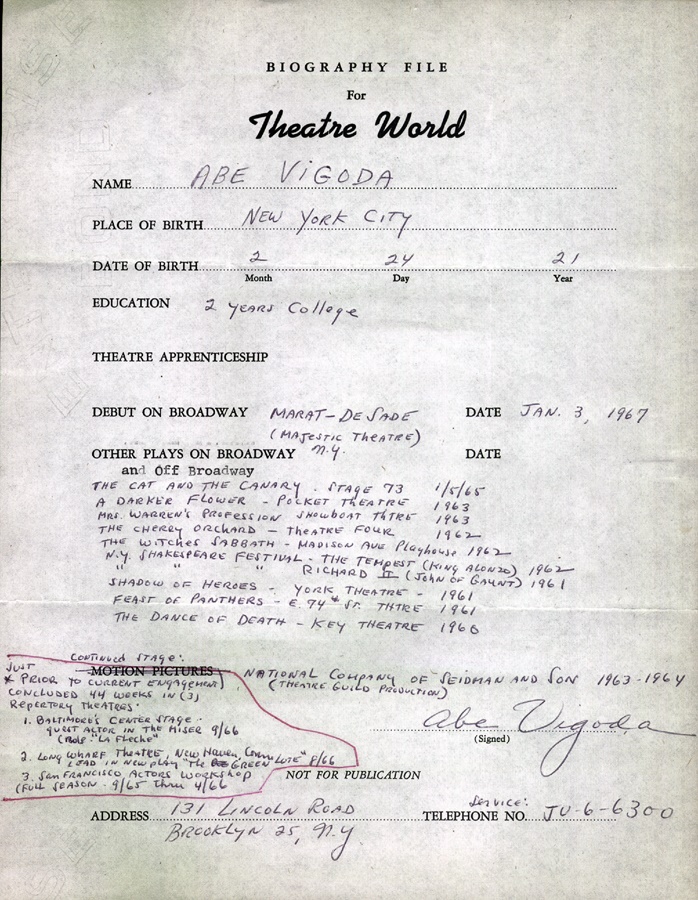 BIOGRAPHY FILE
For
Theatre World
NAME ABE VIGODA
PLACE OF BIRTH NEW YORK CITY
DATE OF BIRTH 2 24 21
Month Day Year
EDUCATION 2 YEARS College
THEATRE APPRENTICESHIP
DEBUT ON BROADWAY MARAT-DESADE DATE JAN. 3, 1967
(MAJESTIC THEATRE)
OTHER PLAYS ON BROADWAY N.Y. DATE
and Off Broadway
THE CAT AND THE CANARY - STAGE 73 1/5/65
A DARKER FLOWER - POCKET THEATRE 1963
MRS. WARREN'S PROFESSION SHOWBOAT THTRE 1963
THE CHERRY ORCHARD - THEATRE FOUR 1962
THE WITCHES SABBATH - MADISON AVE Playhouse 1962
N.Y. SHAKESPEARE FESTIVAL - THE TEMPEST (KING ALONZO) 1962
" " " RICHARD II (JOHN OF GAUNT) 1961
SHADOW OF HEROES - YORK THEATRE - 1961
FEAST OF PANTHERS - E. 74th ST. THTRE 1961
THE DANCE OF DEATH - KEY THEATRE 1960
CONTINUED STAGE:
MOTION PICTURES NATIONAL COMPANY OF SEIDMAN AND SON 1963-1964
(THEATRE GUILD PRODUCTION)
JUST
* PRIOR TO CURRENT ENGAGEMENT
CONCLUDED 44 WEEKS IN (3)
REPERTORY THEATRES.
1. BALTIMORE'S CENTER STAGE -
GUEST ACTOR IN THE MISER 9/66
(Role "LA FLECHE"
2. LONG WHARF THEATRE, NEW HAVEN, Conn
LEAD IN NEW PLAY "THE GREEN LUTE" 8/66
3. SAN FRANCISCO ACTORS WORKSHOP
(FULL SEASON - 9/65 THRU 4/66
Abe Vigoda
(Signed)
NOT FOR PUBLICATION
ADDRESS 131 LINCOLN ROAD
BROOKLYN 25, N.Y
Service:
TELEPHONE NO. JU-6-6300